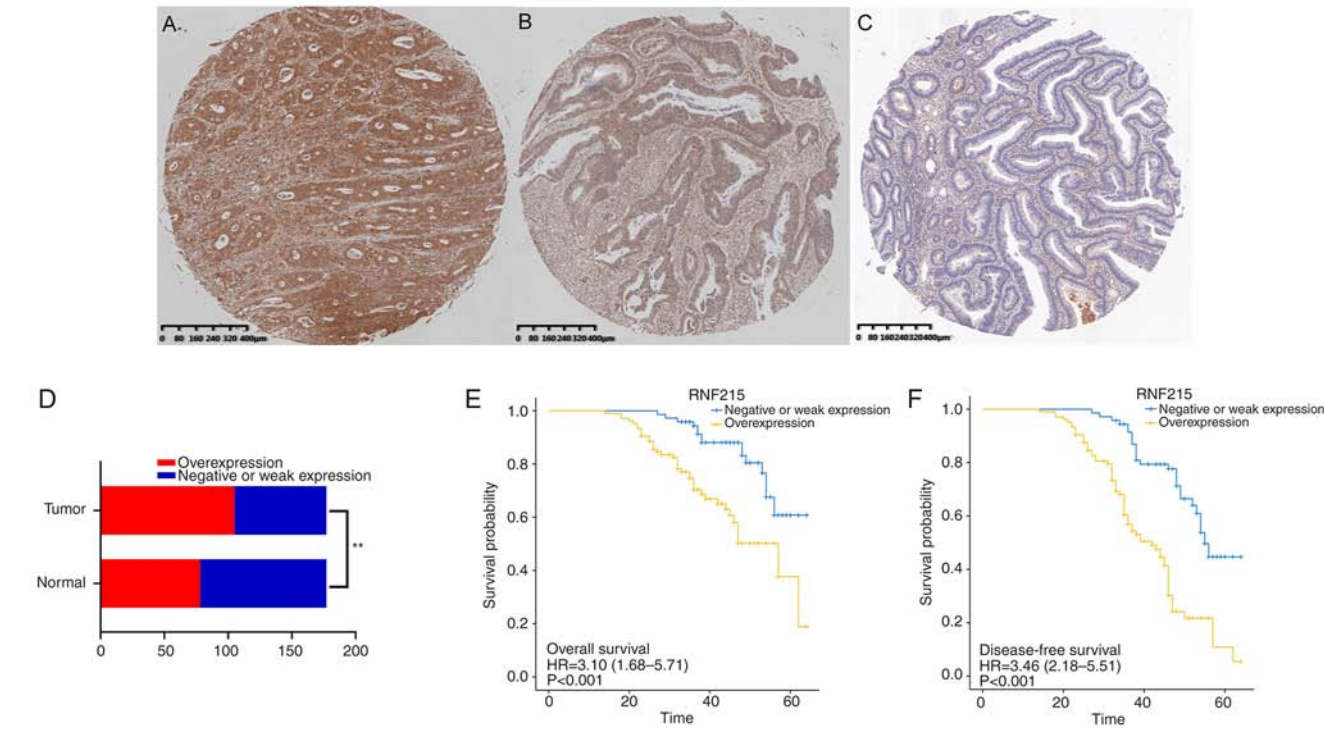 A
B
C
0 80 160 240 320 400µm
0 80 160 240 320 400µm
0 80 160 240 320 400µm
D
Overexpression
Negative or weak expression
Tumor
Normal
**
0 50 100 150 200
E
RNF215
Negative or weak expression
Overexpression
Survival probability
1.0
0.8
0.6
0.4
0.2
0.0
Overall survival
HR=3.10 (1.68–5.71)
P<0.001
0 20 40 60
Time
F
RNF215
Negative or weak expression
Overexpression
Survival probability
1.0
0.8
0.6
0.4
0.2
0.0
Disease-free survival
HR=3.46 (2.18–5.51)
P<0.001
0 20 40 60
Time